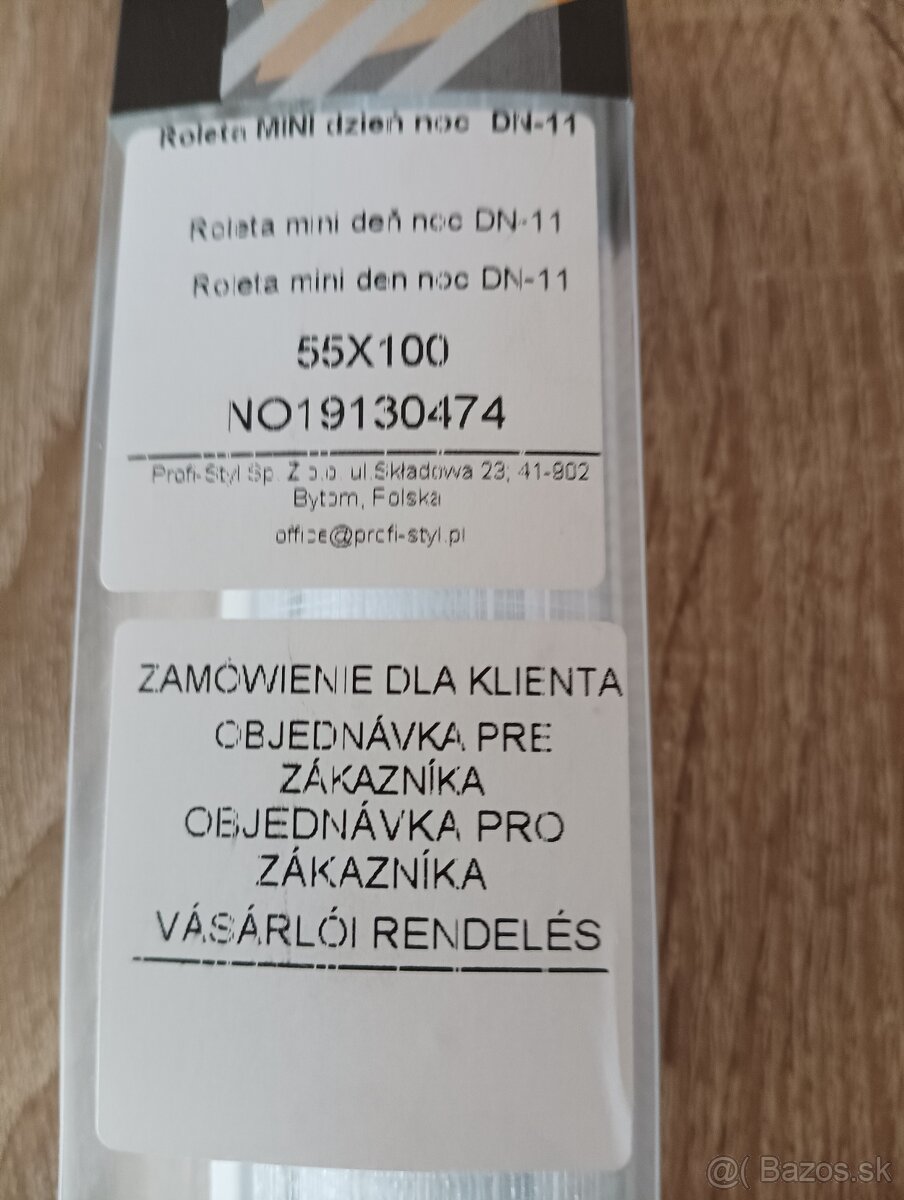 Roleta MINI dzień noc DN-11
Roleta mini deň noc DN-11
Roleta mini den noc DN-11
55X100
NO19130474
Profi-Styl Sp. Z o.o. ul.Składowa 23; 41-902
Bytom, Polska
office@profi-styl.pl
ZAMÓWIENIE DLA KLIENTA
OBJEDNÁVKA PRE
ZÁKAZNÍKA
OBJEDNÁVKA PRO
ZÁKAZNÍKA
VÁSÁRLÓI RENDELÉS
@( Bazos.sk